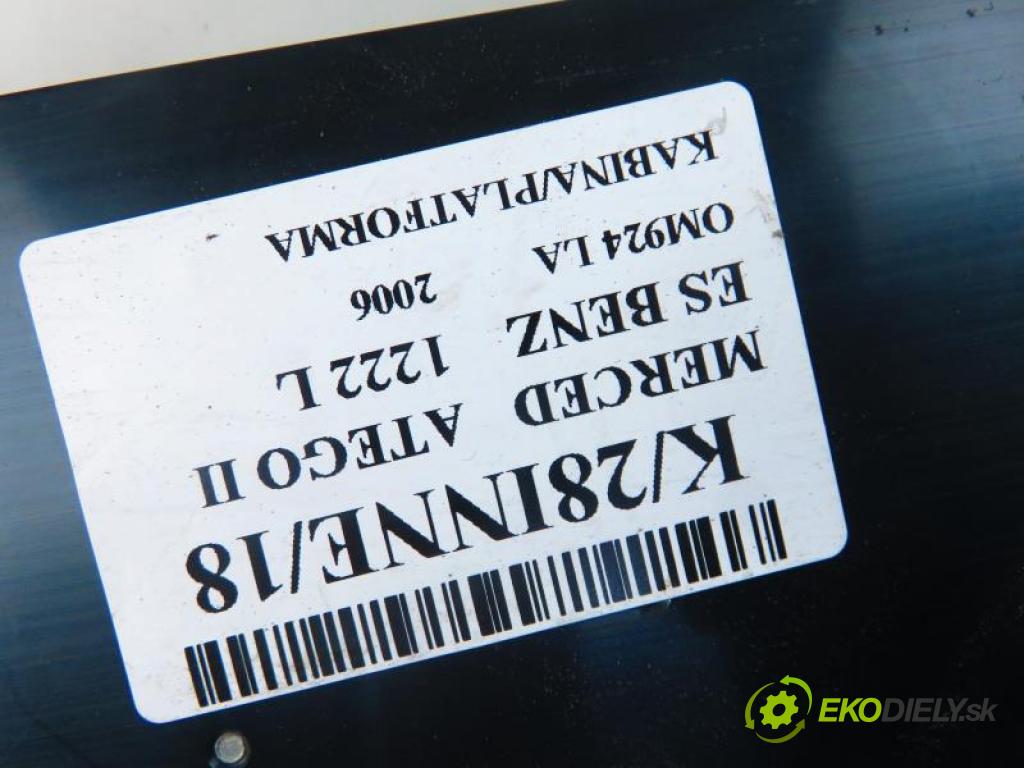 K/28INNE/18
MERCED ATEGO II
ES BENZ 1222 L
OM924 LA 2006
KABINA/PLATFORMA
EKODIELY.sk